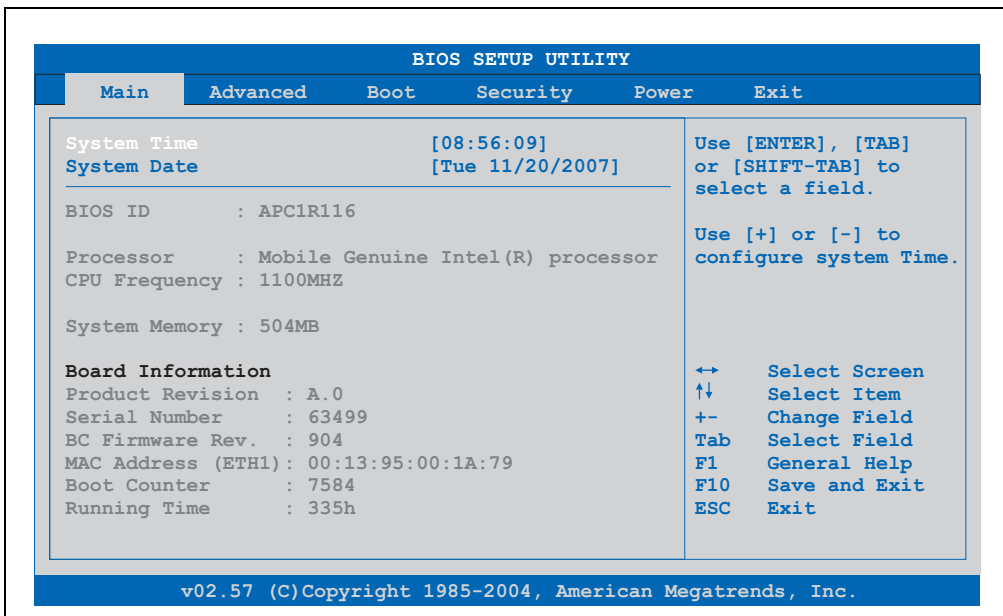 BIOS SETUP UTILITY
Main Advanced Boot Security Power Exit
System Time [08:56:09]
System Date [Tue 11/20/2007]
BIOS ID : APC1R116
Processor : Mobile Genuine Intel(R) processor
CPU Frequency : 1100MHZ
System Memory : 504MB
Board Information
Product Revision : A.0
Serial Number : 63499
BC Firmware Rev. : 904
MAC Address (ETH1): 00:13:95:00:1A:79
Boot Counter : 7584
Running Time : 335h
Use [ENTER], [TAB]
or [SHIFT-TAB] to
select a field.
Use [+] or [-] to
configure system Time.
↔ Select Screen
↑↓ Select Item
+- Change Field
Tab Select Field
F1 General Help
F10 Save and Exit
ESC Exit
v02.57 (C)Copyright 1985-2004, American Megatrends, Inc.